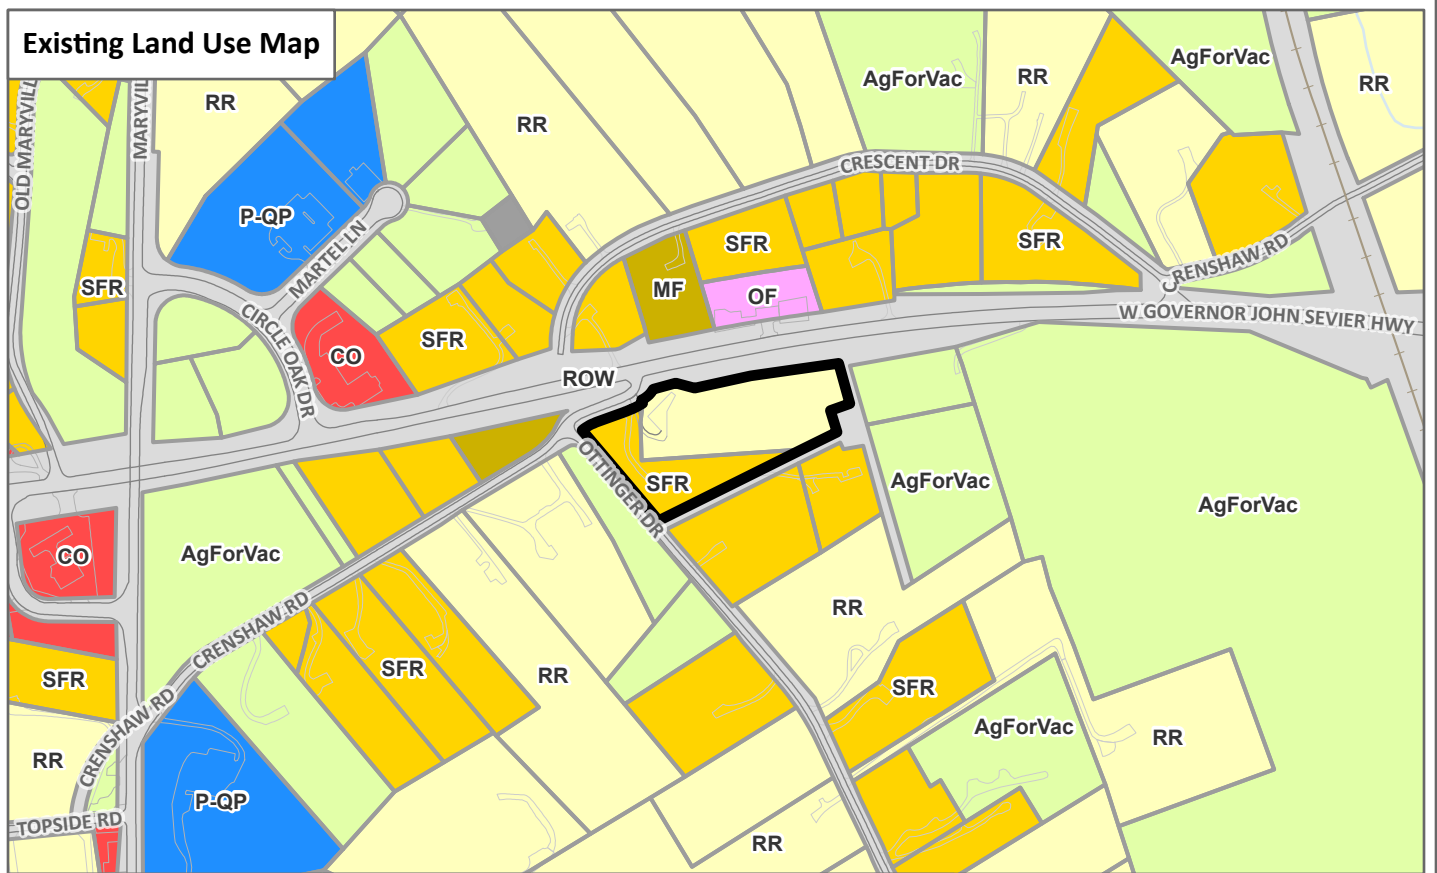 Existing Land Use Map
RR
AgForVac
RR
AgForVac
RR
OLD MARYVILL
MARYVILL
RR
CRESCENT DR
P-QP
MARTEL LN
SFR
SFR
CRENSHAW RD
SFR
MF
OF
CIRCLE OAK DR
W GOVERNOR JOHN SEVIER HWY
CO
SFR
ROW
OTTINGER DR
SFR
AgForVac
AgForVac
CO
AgForVac
CRENSHAW RD
RR
SFR
SFR
RR
SFR
CRENSHAW RD
AgForVac
RR
RR
P-QP
TOPSIDE RD
RR